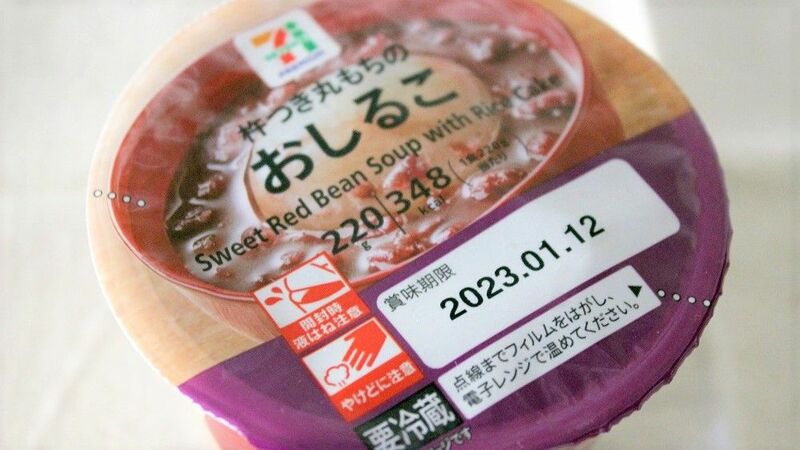 杵つき丸もちの
おしるこ
Sweet Red Bean Soup with Rice Cake
220g 348kcal
賞味期限
2023.01.12
開封時
液はね注意
やけどに注意
点線までフィルムをはがし、
電子レンジで温めてください。
要冷蔵